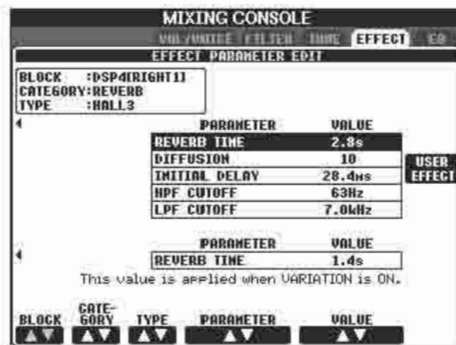 MIXING CONSOLE
VOL/VOICE FILTER TUNE EFFECT EQ
EFFECT PARAMETER EDIT
BLOCK :DSP4[RIGHT1]
CATEGORY:REVERB
TYPE :HALL3
PARAMETER VALUE
REVERB TIME 2.8s
DIFFUSION 10
INITIAL DELAY 28.4ms
HPF CUTOFF 63Hz
LPF CUTOFF 7.0kHz
USER EFFECT
PARAMETER VALUE
REVERB TIME 1.4s
This value is applied when VARIATION is ON.
BLOCK CATE-GORY TYPE PARAMETER VALUE